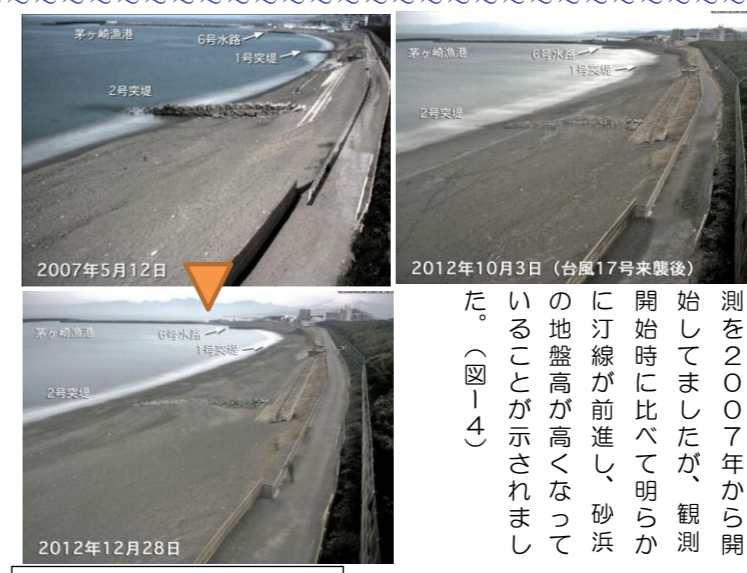 茅ヶ崎漁港
6号水路
1号突堤
2号突堤
2007年5月12日
茅ヶ崎漁港
6号水路
1号突堤
2号突堤
2012年10月3日（台風17号来襲後）
茅ヶ崎漁港
6号水路
1号突堤
2号突堤
2012年12月28日
測を２００７年から開
始してましたが、観測
開始時に比べて明らか
に汀線が前進し、砂浜
の地盤高が高くなって
いることが示されまし
た。（図ー４）